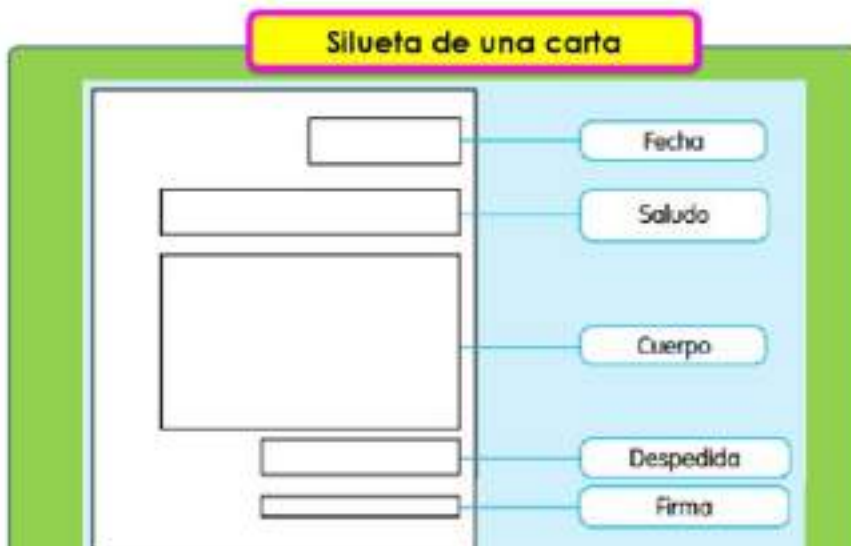 Silueta de una carta
Fecha
Saludo
Cuerpo
Despedida
Firma